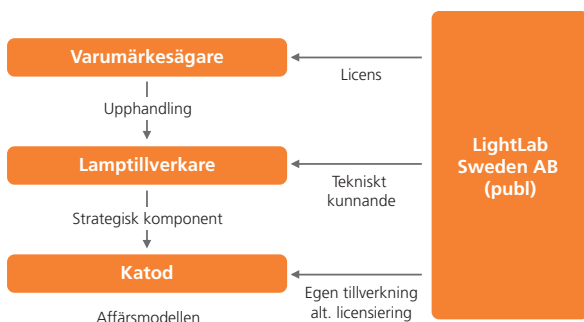 Varumärkesägare
Licens
Upphandling
Lamptillverkare
Tekniskt
kunnande
Strategisk komponent
Katod
Egen tillverkning
alt. licensiering
Affärsmodellen
LightLab
Sweden AB
(publ)